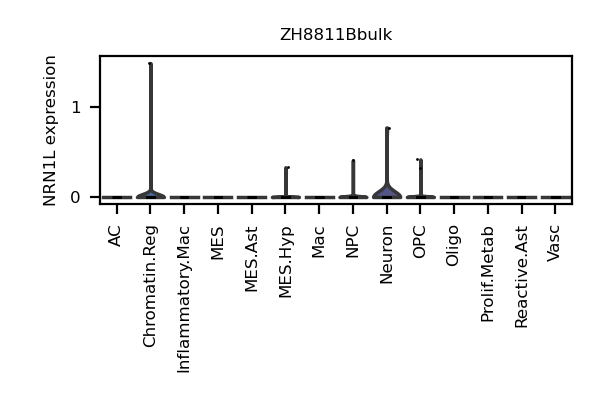 ZH8811Bbulk
NRN1L expression
1
0
AC
Chromatin.Reg
Inflammatory.Mac
MES
MES.Ast
MES.Hyp
Mac
NPC
Neuron
OPC
Oligo
Prolif.Metab
Reactive.Ast
Vasc